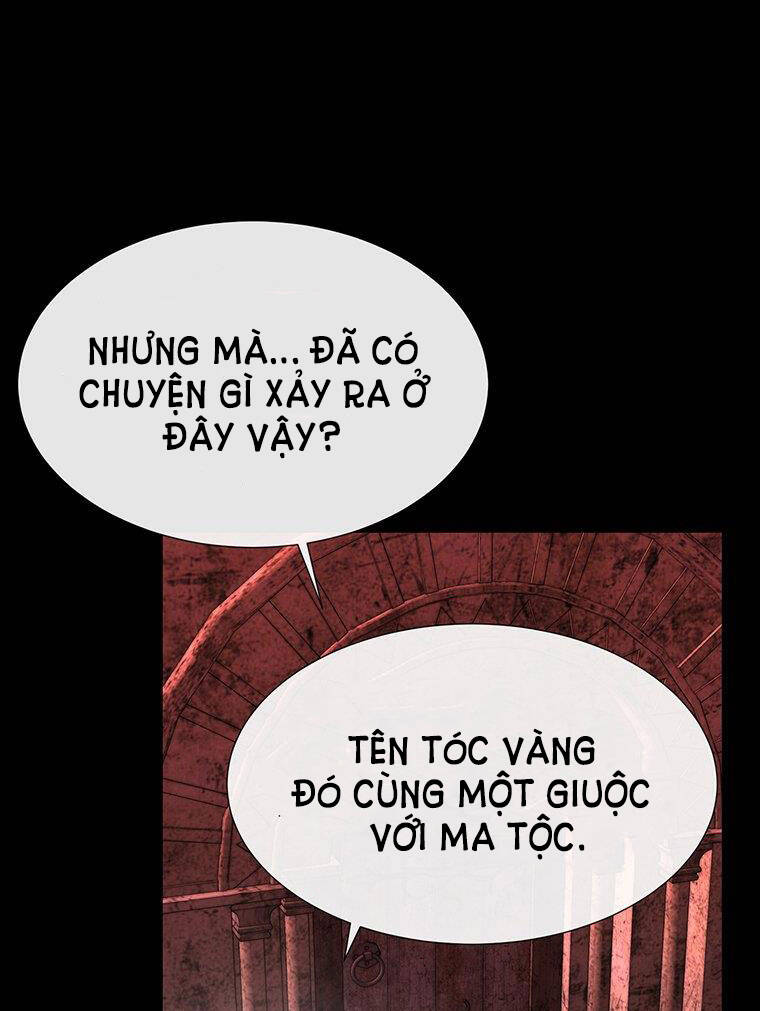 NHƯNG MÀ... ĐÃ CÓ
CHUYỆN GÌ XẢY RA Ở
ĐÂY VẬY?
TÊN TÓC VÀNG
ĐÓ CÙNG MỘT GIUỘC
VỚI MA TỘC.